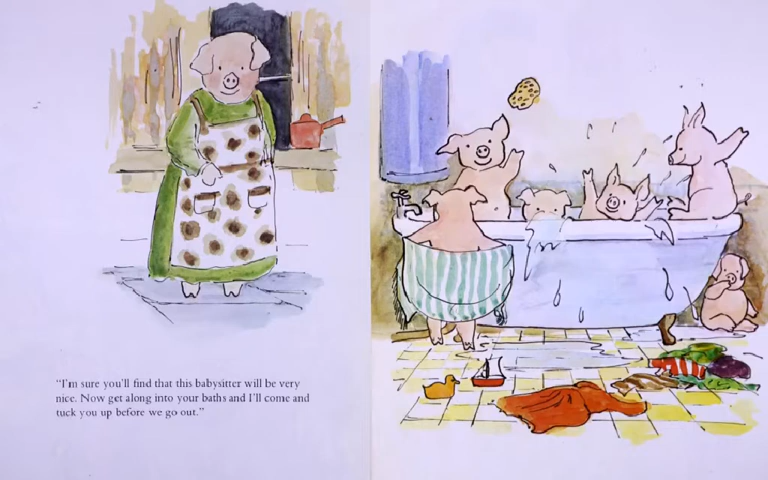 "I'm sure you'll find that this babysitter will be very
nice. Now get along into your baths and I'll come and
tuck you up before we go out."